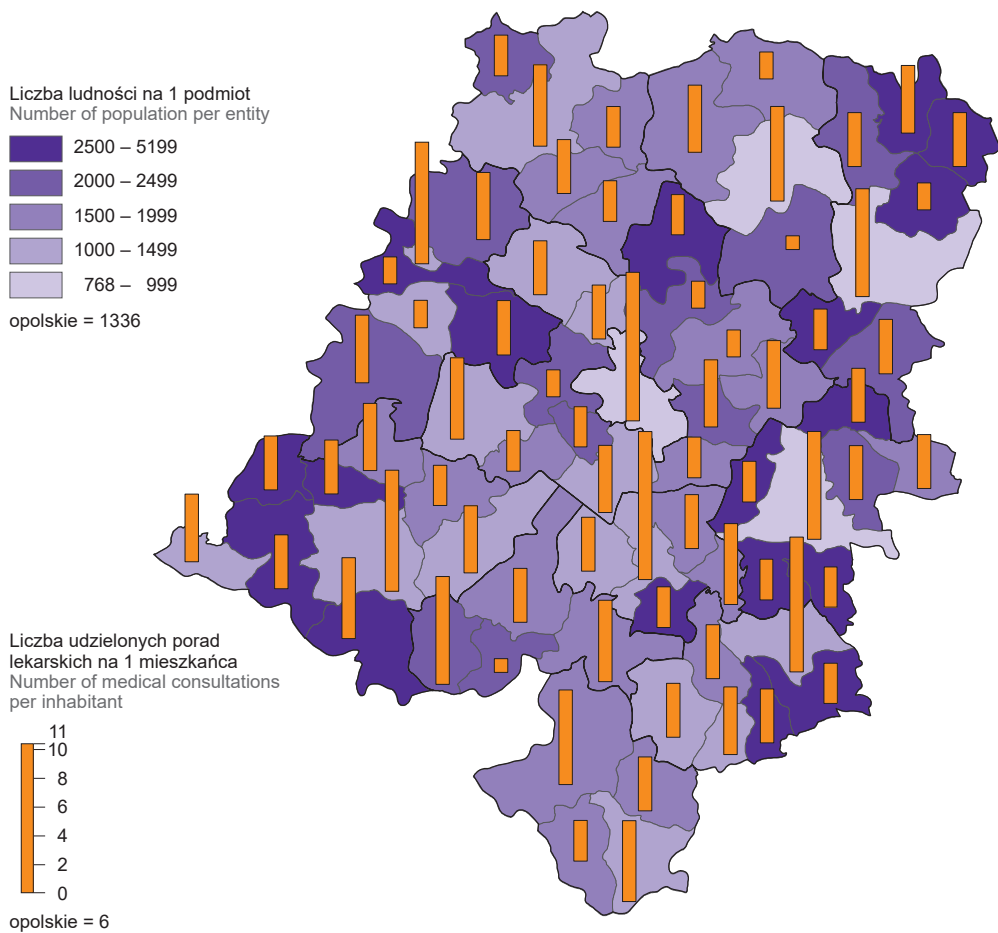 Liczba ludności na 1 podmiot
Number of population per entity
2500 – 5199
2000 – 2499
1500 – 1999
1000 – 1499
768 – 999
opolskie = 1336
Liczba udzielonych porad
lekarskich na 1 mieszkańca
Number of medical consultations
per inhabitant
11
10
8
6
4
2
0
opolskie = 6